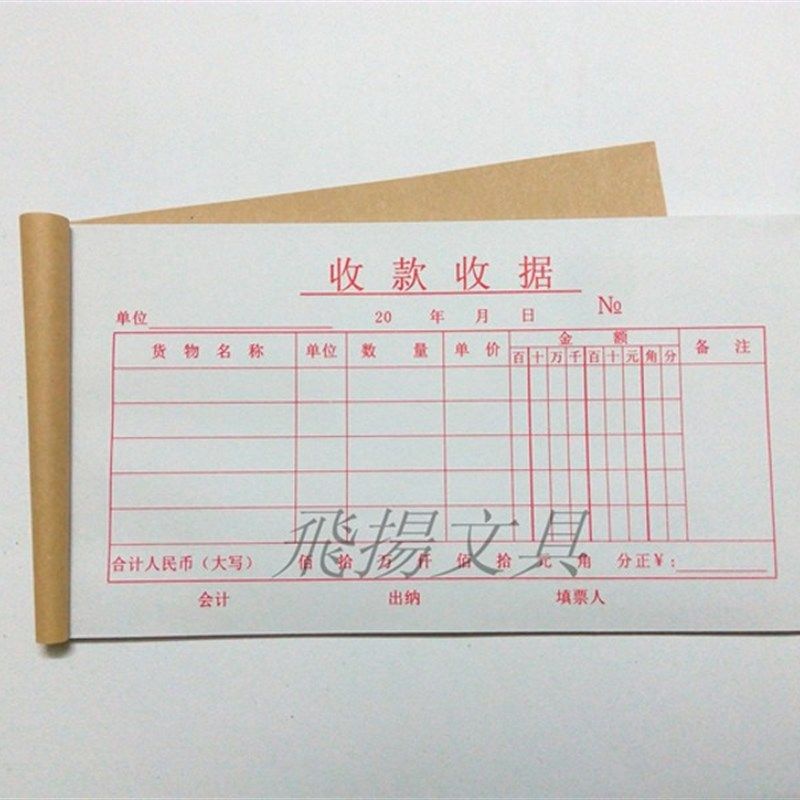 收款收据
单位 20 年 月 日 №
货物名称 单位 数量 单价 金额 备注
百 十 万 千 百 十 元 角 分
合计人民币（大写） 佰 拾 万 仟 佰 拾 元 角 分正￥：
会计 出纳 填票人
飛揚文具